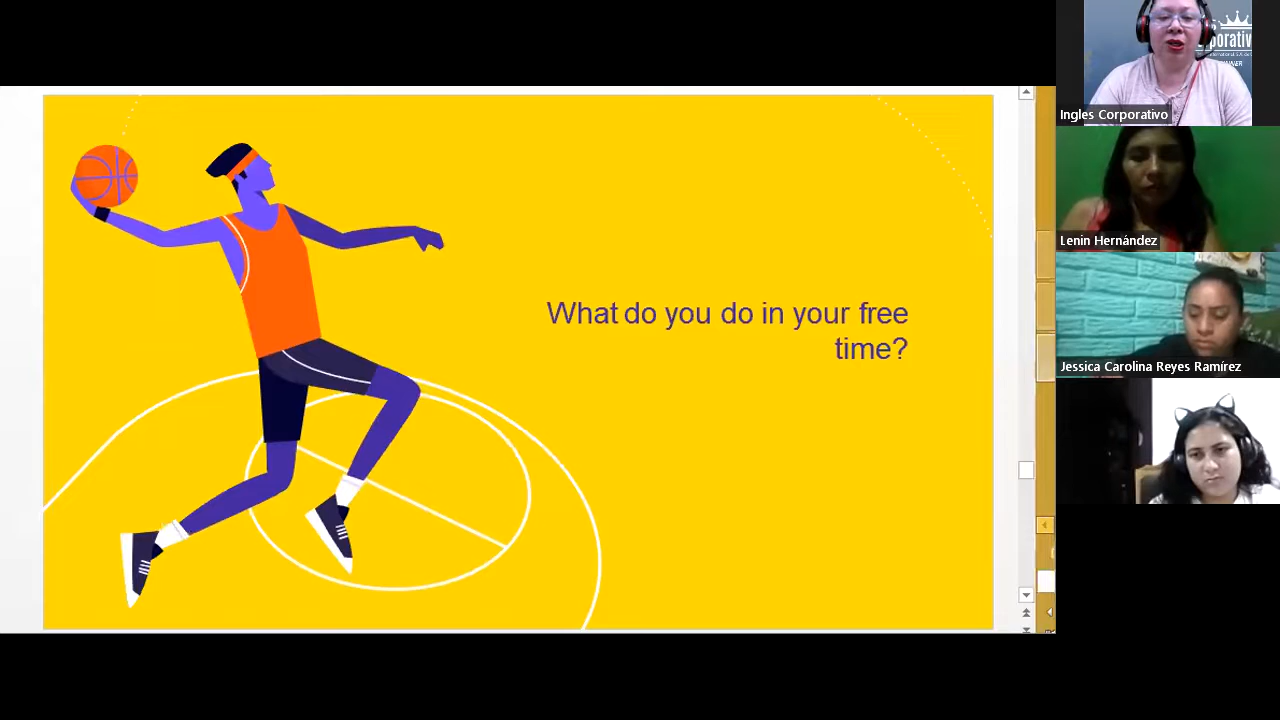 What do you do in your free
time?
Ingles Corporativo
Lenin Hernández
Jessica Carolina Reyes Ramírez